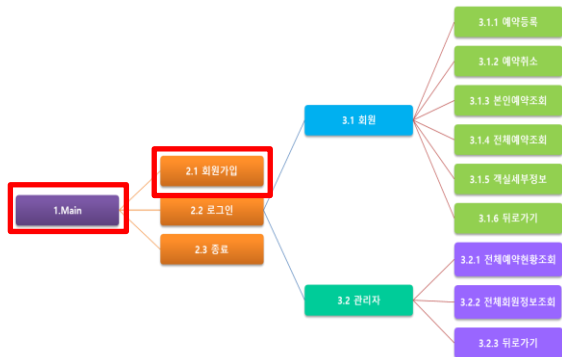 1.Main
2.1 회원가입
2.2 로그인
2.3 종료
3.1 회원
3.1.1 예약등록
3.1.2 예약취소
3.1.3 본인예약조회
3.1.4 전체예약조회
3.1.5 객실세부정보
3.1.6 뒤로가기
3.2 관리자
3.2.1 전체예약현황조회
3.2.2 전체회원정보조회
3.2.3 뒤로가기